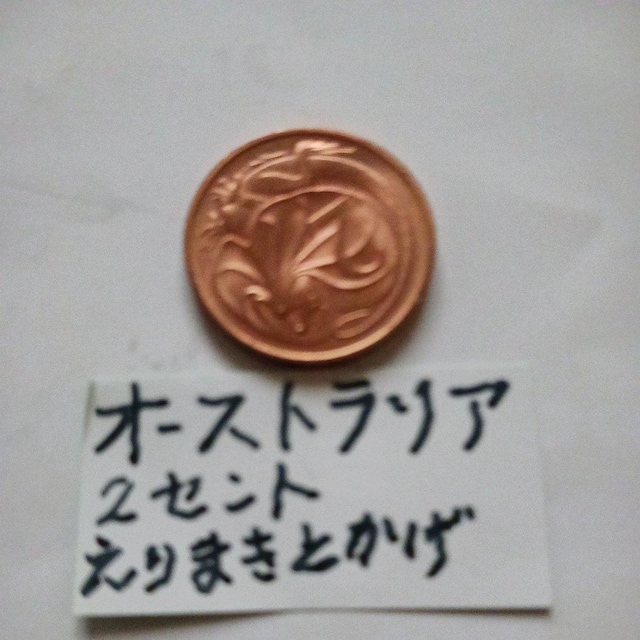 オーストラリア
2セント
えりまきとかげ